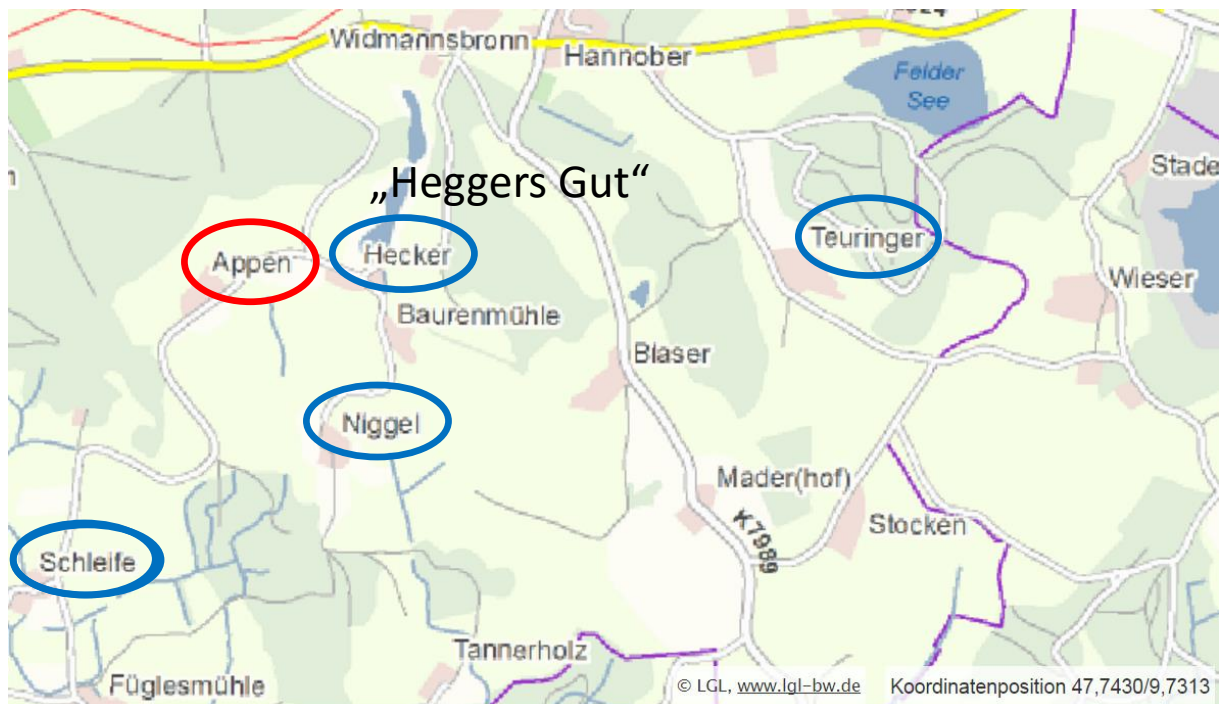 Widmannsbronn
Hannober
Felder
See
Stade
„Heggers Gut“
Appen
Hecker
Teuringer
Wieser
Baurenmühle
Blaser
Niggel
Mader(hof)
K7989
Stocken
Schleife
Tannerholz
Füglesmühle
© LGL, www.lgl-bw.de Koordinatenposition 47,7430/9,7313